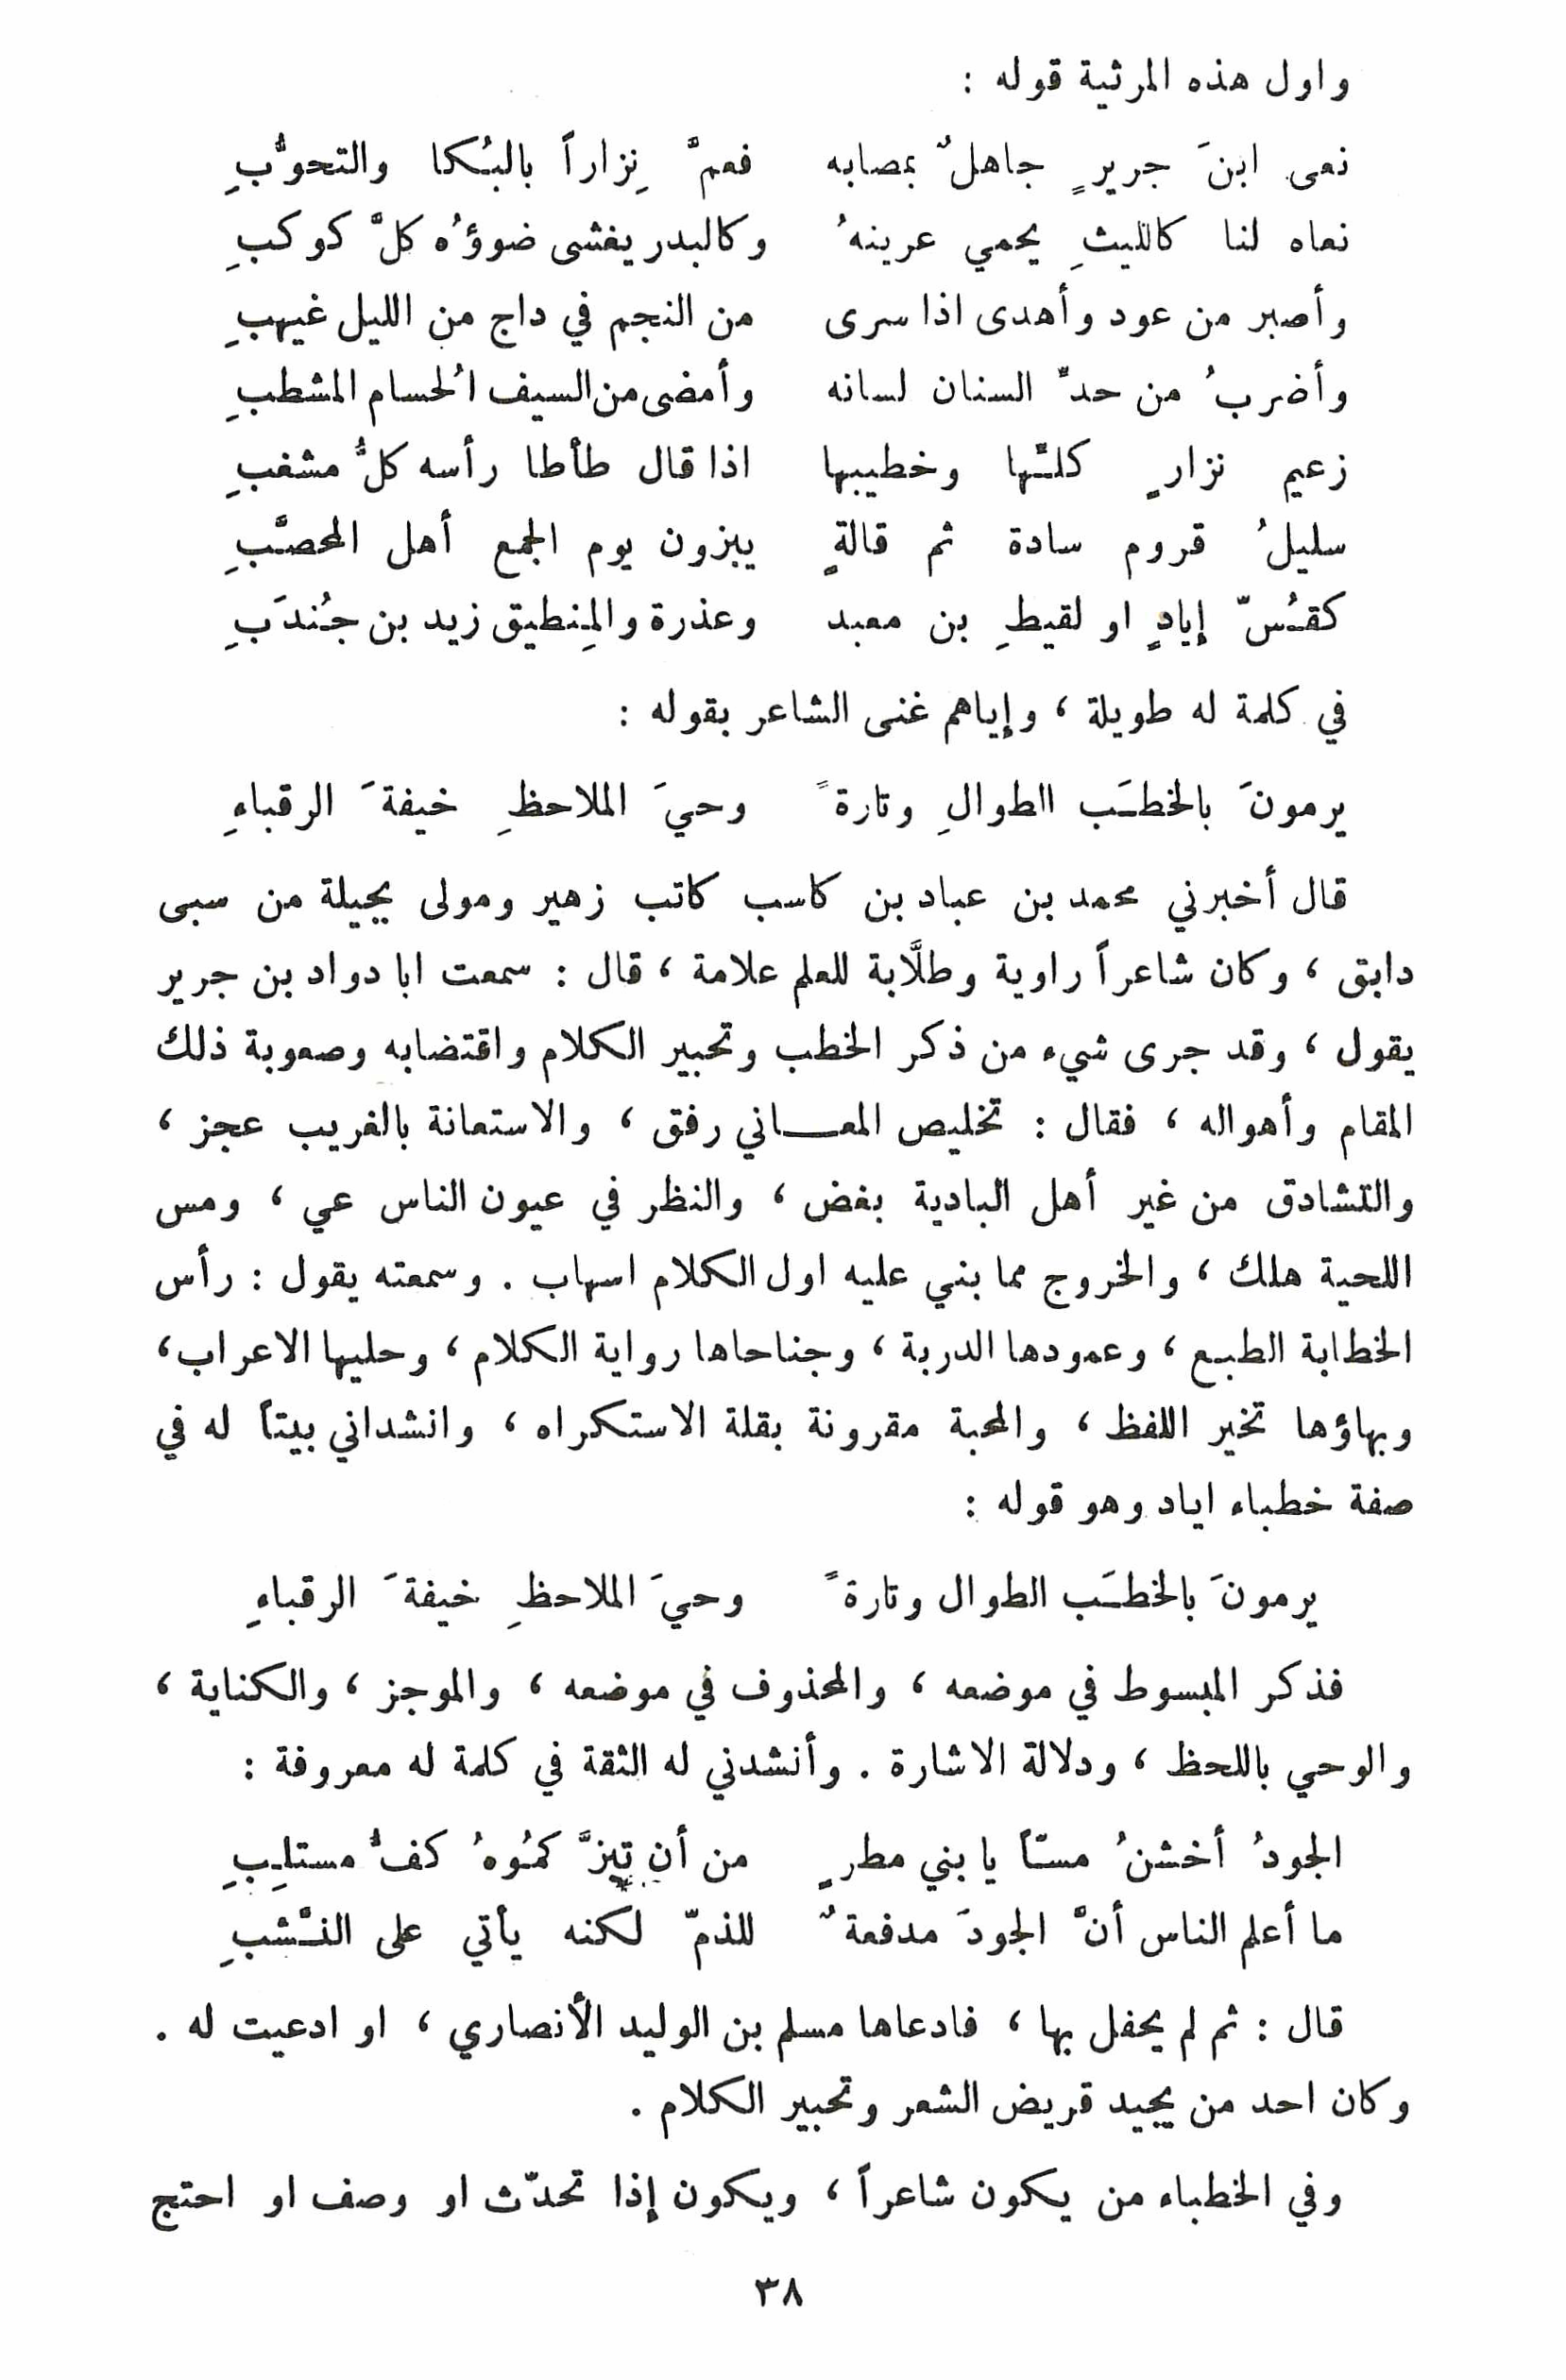 واول هذه المرثية قوله :
نعى ابنَ جريرٍ جاهلٌ بمصابه فعمَّ نِزاراً بالبُكا والتحوُّبِ
نعاه لنا كالليثِ يحمي عرينهُ وكالبدر يغشى ضوؤُه كلَّ كوكبِ
وأصبر من عود وأهدى اذا سرى من النجم في داج من الليل غيهبِ
وأضربُ من حدِّ السنان لسانه وأمضى من السيف الُحسام المشطبِ
زعيم نزارٍ كلِّها وخطيبها اذا قال طأطا رأسه كلُّ مشغبِ
سليلُ قروم سادة ثم قالةٍ يبزون يوم الجمع أهل المحصَّبِ
كقُسّ إيادٍ او لقيطِ بن معبد وعذرة والمِنطيق زيد بن جُندَبِ
في كلمة له طويلة ، وإياهم غنى الشاعر بقوله :
يرمونَ بالخطَب الطوالِ وتارةً وحيَ الملاحظِ خيفةَ الرقباءِ
قال أخبرني محمد بن عباد بن كاسب كاتب زهير ومولى بجيلة من سبى
دابق ، وكان شاعراً راوية وطلَّابة للعلم علامة ، قال : سمعت ابا دواد بن جرير
يقول ، وقد جرى شيء من ذكر الخطب وتحبير الكلام واقتضابه وصعوبة ذلك
المقام وأهواله ، فقال : تخليص المعاني رفق ، والاستعانة بالغريب عجز ،
والتشادق من غير أهل البادية بغض ، والنظر في عيون الناس عي ، ومس
اللحية هلك ، والخروج مما بني عليه اول الكلام اسهاب . وسمعته يقول : رأس
الخطابة الطبع ، وعمودها الدربة ، وجناحاها رواية الكلام ، وحليها الاعراب ،
وبهاؤها تخير اللفظ ، والمحبة مقرونة بقلة الاستكراه ، وانشداني بيتاً له في
صفة خطباء اياد وهو قوله :
يرمونَ بالخطَب الطوال وتارةً وحيَ الملاحظِ خيفةَ الرقباءِ
فذكر المبسوط في موضعه ، والمحذوف في موضعه ، والموجز ، والكناية ،
والوحي باللحظ ، ودلالة الاشارة . وأنشدني له الثقة في كلمة له معروفة :
الجودُ أخشنُ مسّاً يا بني مطرٍ من أن تبزَّكمُوهُ كفُّ مستلِبِ
ما أعلم الناس أنَّ الجودَ مدفعةٌ للذمّ لكنه يأتي على النَّشبِ
قال : ثم لم يحفل بها ، فادعاها مسلم بن الوليد الأنصاري ، او ادعيت له .
وكان احد من يجيد قريض الشعر وتحبير الكلام .
وفي الخطباء من يكون شاعراً ، ويكون إذا تحدّث او وصف او احتج
٣٨